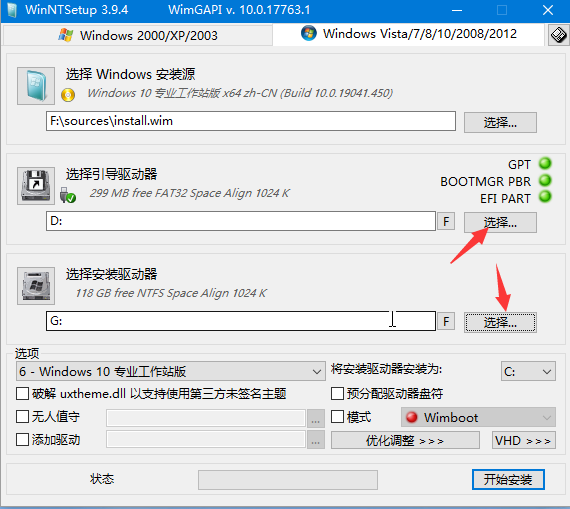 WinNTSetup 3.9.4 WimGAPI v. 10.0.17763.1
Windows 2000/XP/2003 Windows Vista/7/8/10/2008/2012
选择 Windows 安装源
Windows 10 专业工作站版 x64 zh-CN (Build 10.0.19041.450)
F:\sources\install.wim 选择...
选择引导驱动器 GPT
299 MB free FAT32 Space Align 1024 K BOOTMGR PBR
EFI PART
D: F 选择...
选择安装驱动器
118 GB free NTFS Space Align 1024 K
G: F 选择...
选项
6 - Windows 10 专业工作站版 将安装驱动器安装为: C:
破解 uxtheme.dll 以支持使用第三方未签名主题 预分配驱动器盘符
无人值守 ... 模式 Wimboot
添加驱动 ... 优化调整 >>> VHD >>>
状态 开始安装